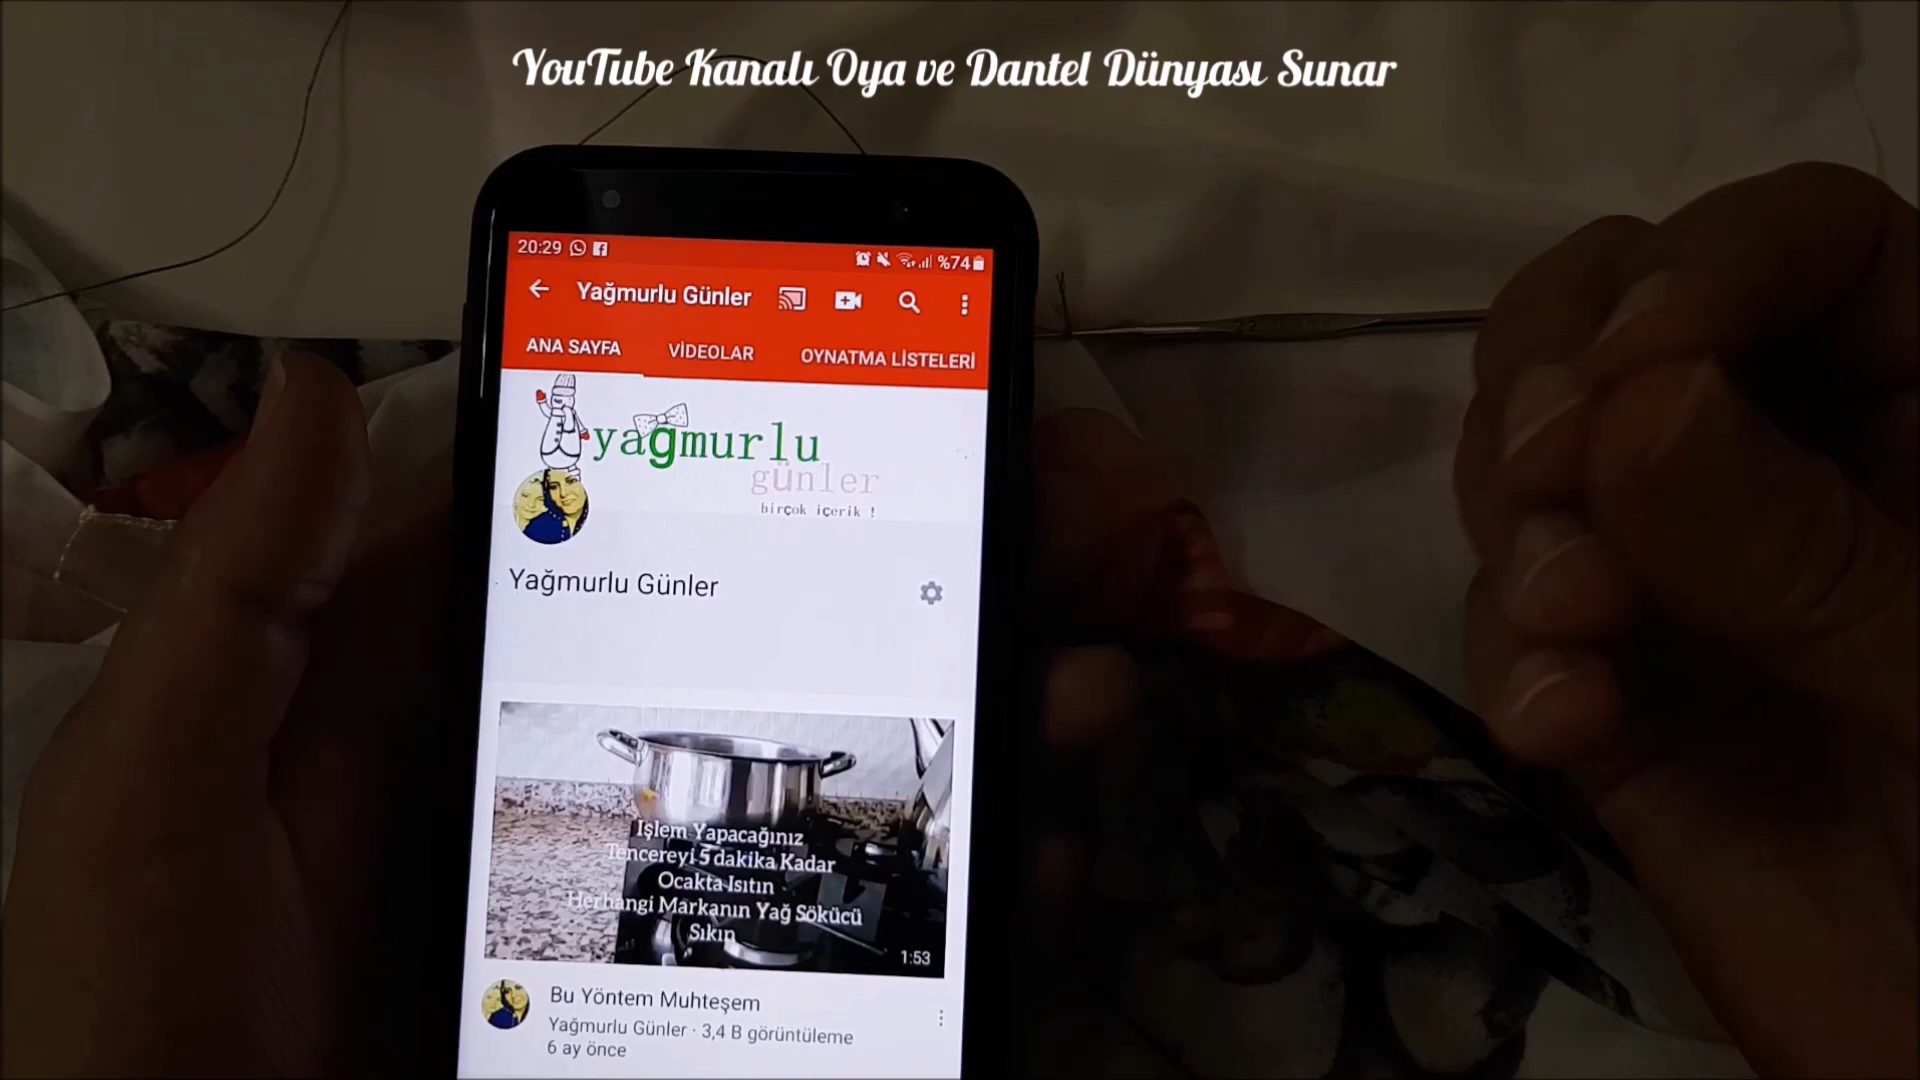 YouTube Kanalı Oya ve Dantel Dünyası Sunar
20:29 %74
Yağmurlu Günler
ANA SAYFA VİDEOLAR OYNATMA LİSTELERİ
yağmurlu
günler
birçok içerik !
Yağmurlu Günler
İşlem Yapacağınız
Tencereyi 5 dakika Kadar
Ocakta Isıtın
Herhangi Markanın Yağ Sökücü
Sıkın
1:53
Bu Yöntem Muhteşem
Yağmurlu Günler · 3,4 B görüntüleme
6 ay önce
22